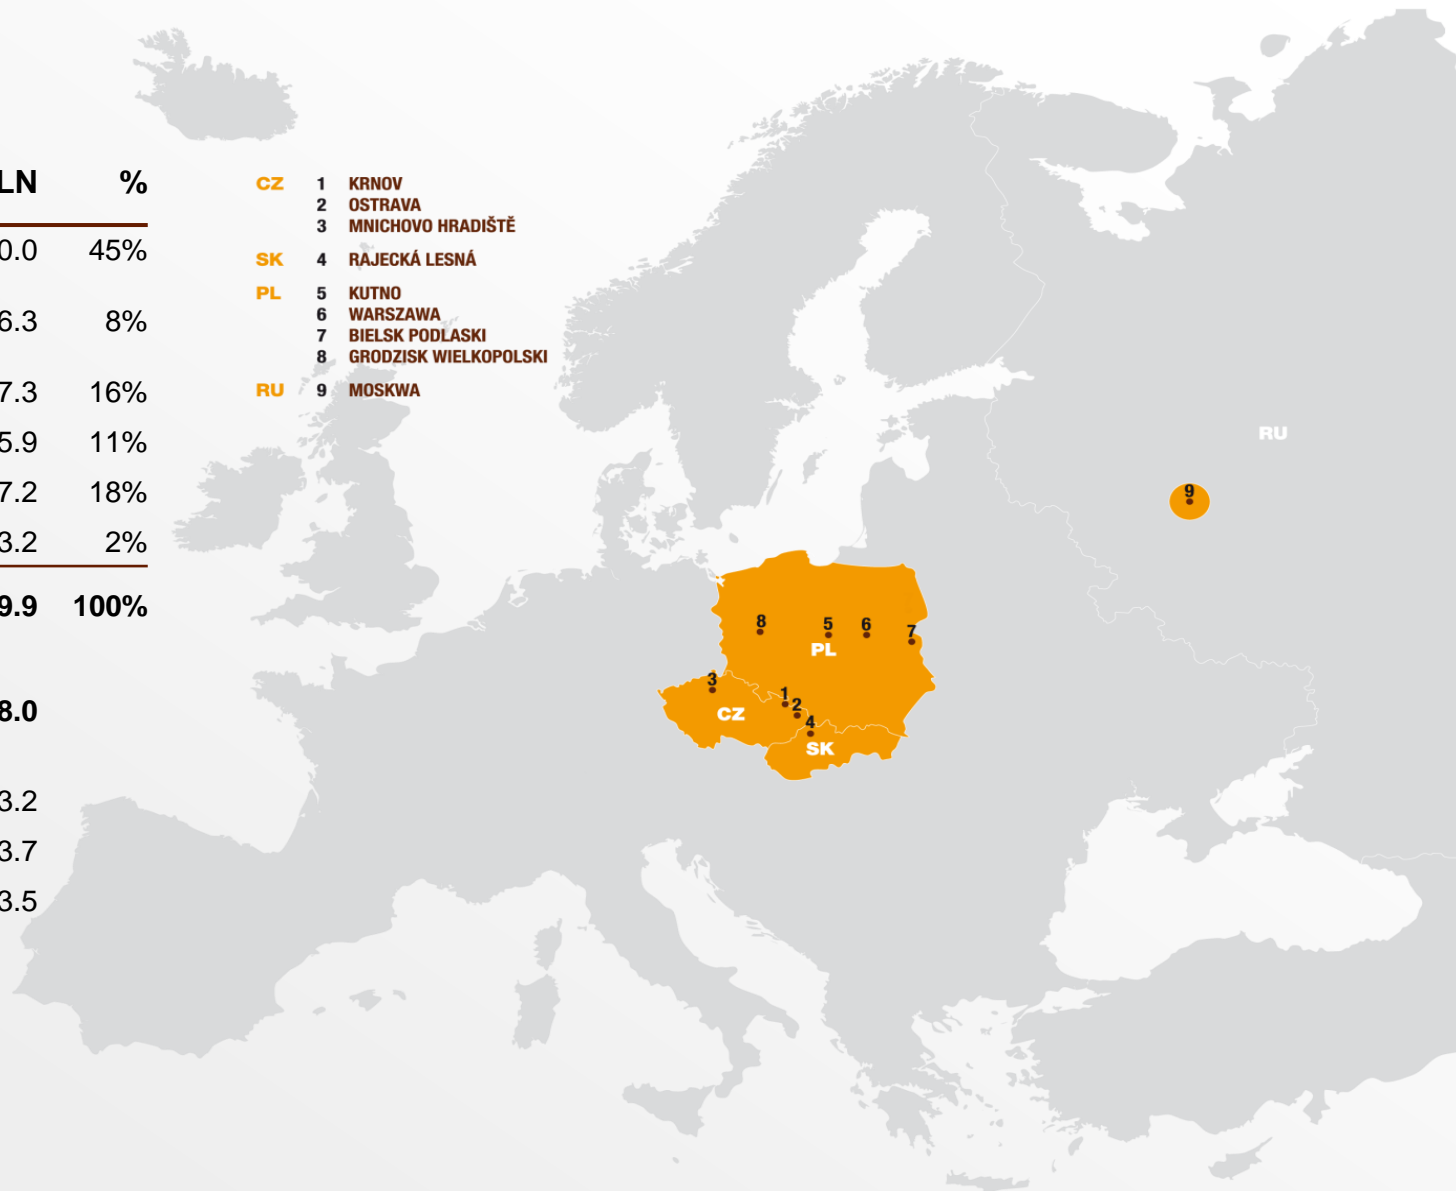 LN %
0.0 45%
6.3 8%
7.3 16%
5.9 11%
7.2 18%
3.2 2%
9.9 100%
8.0
3.2
3.7
3.5
CZ 1 KRNOV
2 OSTRAVA
3 MNICHOVO HRADIŠTĚ
SK 4 RAJECKÁ LESNÁ
PL 5 KUTNO
6 WARSZAWA
7 BIELSK PODLASKI
8 GRODZISK WIELKOPOLSKI
RU 9 MOSKWA
RU
9
8 5 6 7
PL
3
1
2
CZ
4
SK